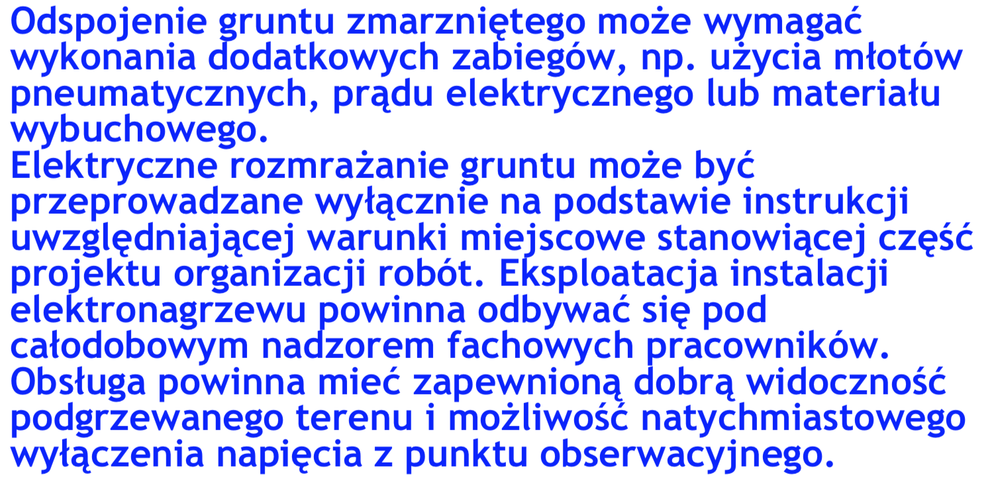 Odspojenie gruntu zmarzniętego może wymagać
wykonania dodatkowych zabiegów, np. użycia młotów
pneumatycznych, prądu elektrycznego lub materiału
wybuchowego.
Elektryczne rozmrażanie gruntu może być
przeprowadzane wyłącznie na podstawie instrukcji
uwzględniającej warunki miejscowe stanowiącej część
projektu organizacji robót. Eksploatacja instalacji
elektronagrzewu powinna odbywać się pod
całodobowym nadzorem fachowych pracowników.
Obsługa powinna mieć zapewnioną dobrą widoczność
podgrzewanego terenu i możliwość natychmiastowego
wyłączenia napięcia z punktu obserwacyjnego.